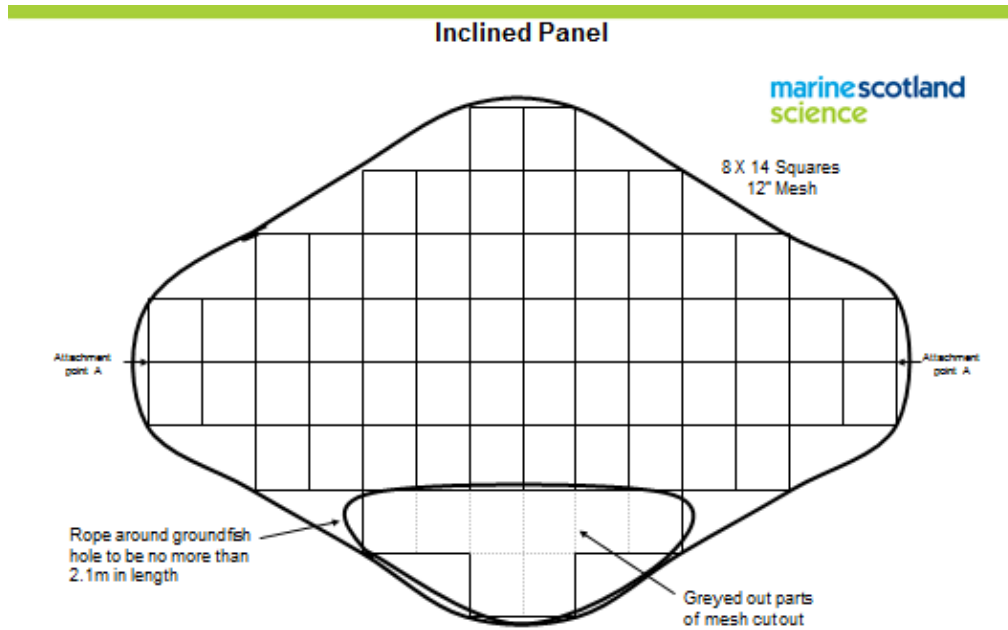 Inclined Panel
marinescotland
science
8 X 14 Squares
12" Mesh
Attachment
point A
Attachment
point A
Rope around groundfish
hole to be no more than
2.1m in length
Greyed out parts
of mesh cut out